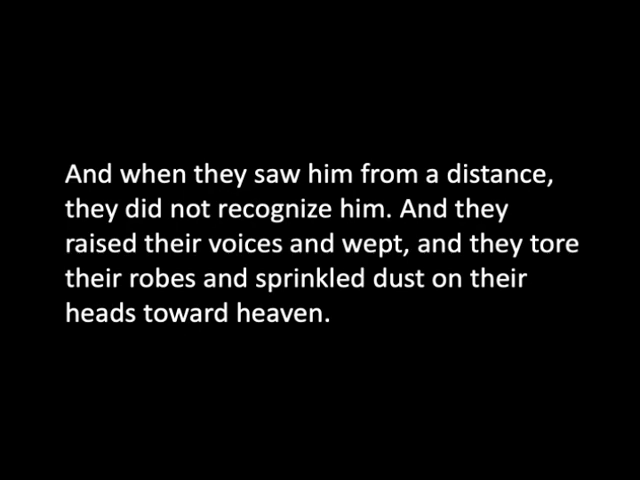 And when they saw him from a distance,
they did not recognize him. And they
raised their voices and wept, and they tore
their robes and sprinkled dust on their
heads toward heaven.